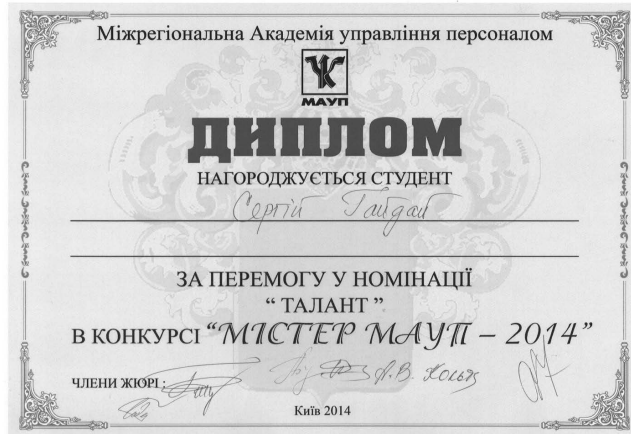 Міжрегіональна Академія управління персоналом
МАУП
ДИПЛОМ
НАГОРОДЖУЄТЬСЯ СТУДЕНТ
Сергій Гайдай
ЗА ПЕРЕМОГУ У НОМІНАЦІЇ
“ ТАЛАНТ ”
В КОНКУРСІ “МІСТЕР МАУП – 2014”
ЧЛЕНИ ЖЮРІ :
Київ 2014